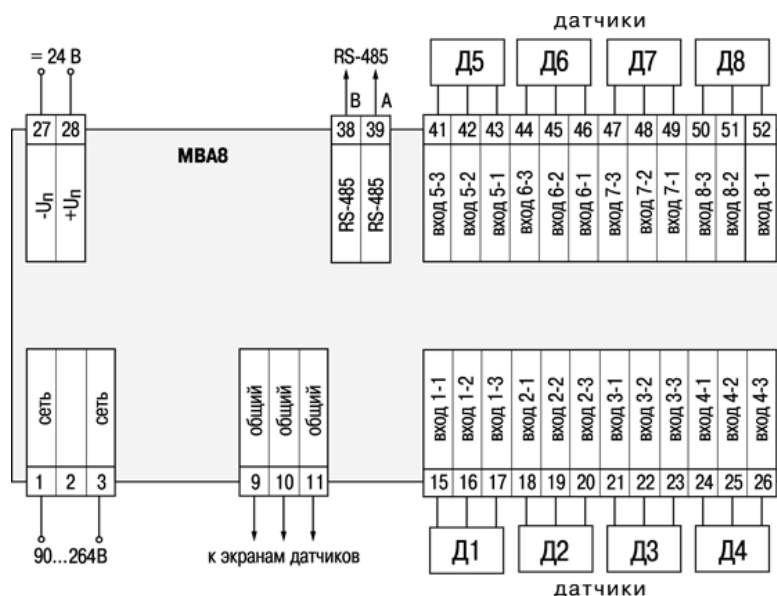 датчики
= 24 В
RS-485
B A
Д5 Д6 Д7 Д8
27 28 38 39 41 42 43 44 45 46 47 48 49 50 51 52
МВА8
-Uп
+Uп
RS-485
RS-485
вход 5-3
вход 5-2
вход 5-1
вход 6-3
вход 6-2
вход 6-1
вход 7-3
вход 7-2
вход 7-1
вход 8-3
вход 8-2
вход 8-1
сеть
сеть
общий
общий
общий
вход 1-1
вход 1-2
вход 1-3
вход 2-1
вход 2-2
вход 2-3
вход 3-1
вход 3-2
вход 3-3
вход 4-1
вход 4-2
вход 4-3
1 2 3 9 10 11 15 16 17 18 19 20 21 22 23 24 25 26
90...264В
к экранам датчиков
Д1 Д2 Д3 Д4
датчики